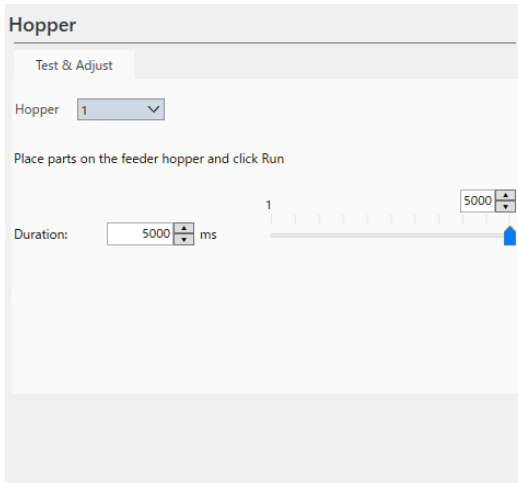 Hopper
Test & Adjust
Hopper 1
Place parts on the feeder hopper and click Run
1 5000
Duration: 5000 ms